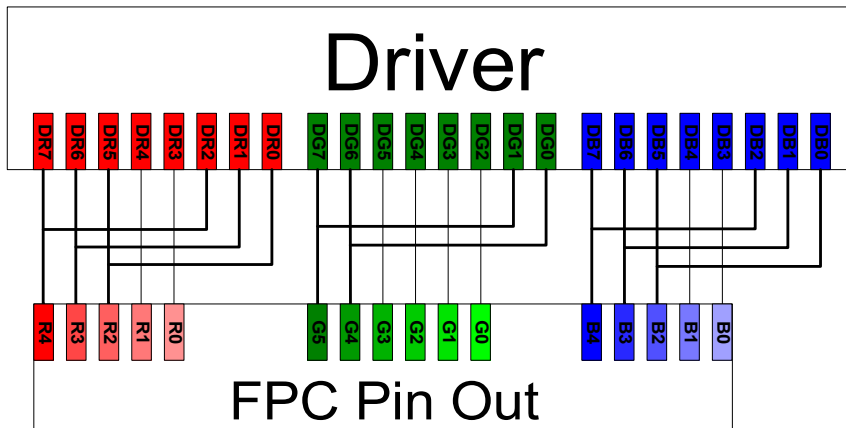 Driver
DR7 DR6 DR5 DR4 DR3 DR2 DR1 DR0 DG7 DG6 DG5 DG4 DG3 DG2 DG1 DG0 DB7 DB6 DB5 DB4 DB3 DB2 DB1 DB0
R4 R3 R2 R1 R0 G5 G4 G3 G2 G1 G0 B4 B3 B2 B1 B0
FPC Pin Out